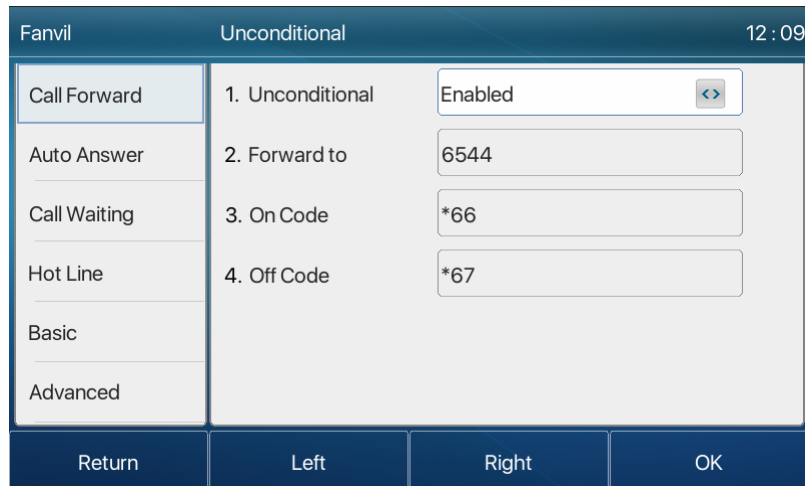 Fanvil Unconditional 12:09
Call Forward
Auto Answer
Call Waiting
Hot Line
Basic
Advanced
1. Unconditional Enabled <>
2. Forward to 6544
3. On Code *66
4. Off Code *67
Return Left Right OK